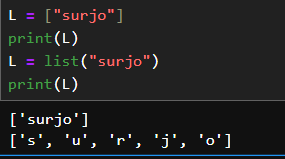 L = ["surjo"]
print(L)
L = list("surjo")
print(L)
['surjo']
['s', 'u', 'r', 'j', 'o']